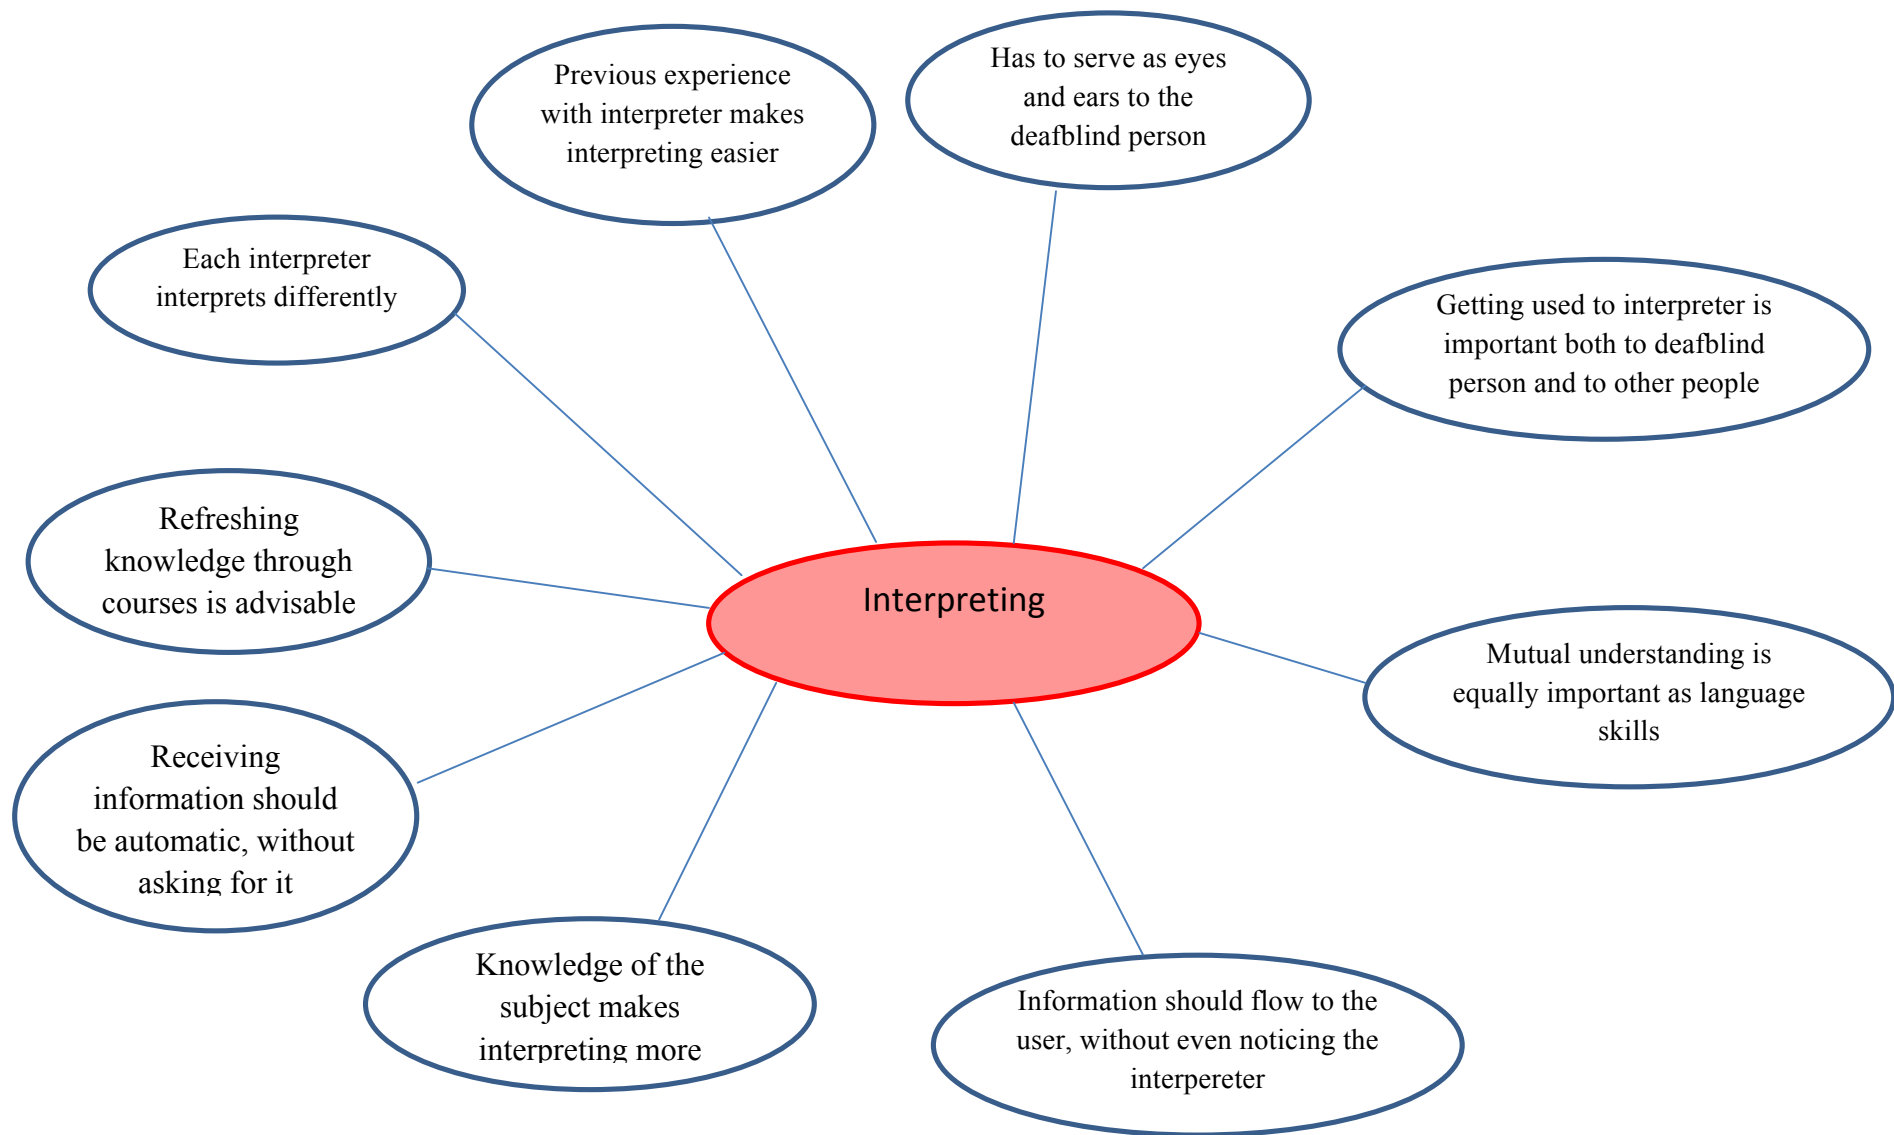 Previous experience
with interpreter makes
interpreting easier
Has to serve as eyes
and ears to the
deafblind person
Each interpreter
interprets differently
Getting used to interpreter is
important both to deafblind
person and to other people
Refreshing
knowledge through
courses is advisable
Interpreting
Mutual understanding is
equally important as language
skills
Receiving
information should
be automatic, without
asking for it
Knowledge of the
subject makes
interpreting more
Information should flow to the
user, without even noticing the
interpereter